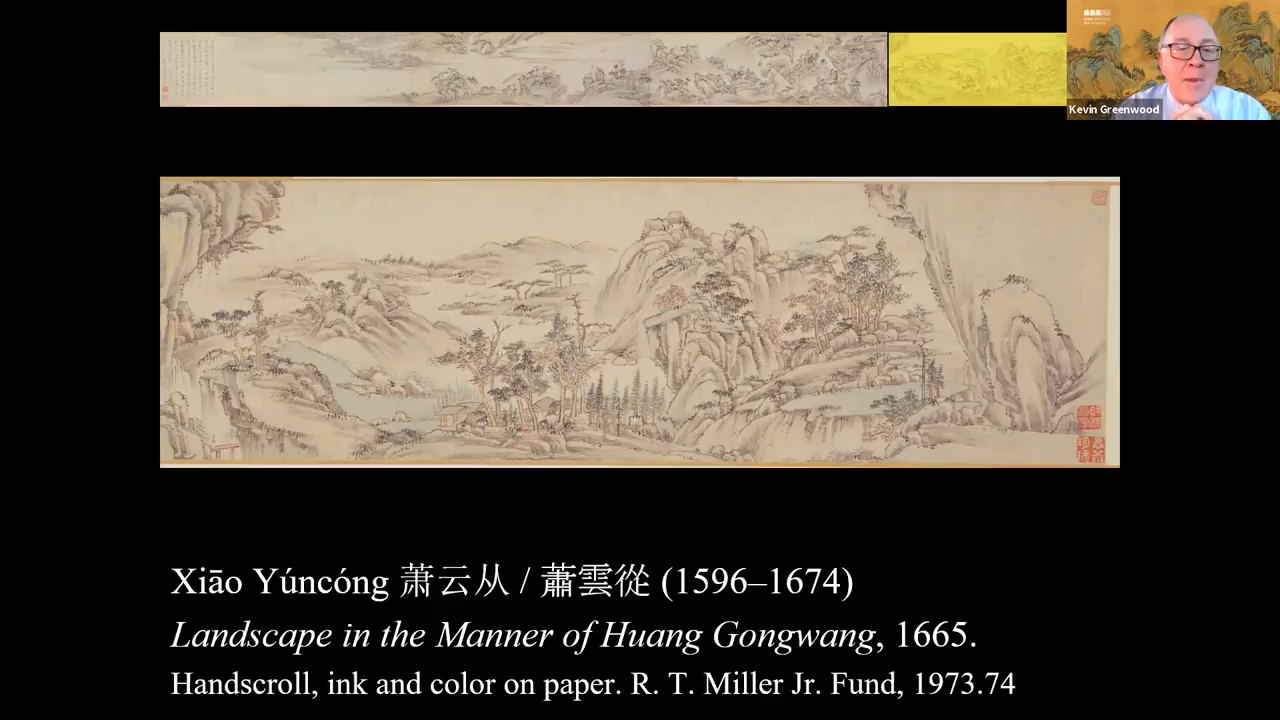 Kevin Greenwood
Xiāo Yúncóng 萧云从 / 蕭雲從 (1596–1674)
Landscape in the Manner of Huang Gongwang, 1665.
Handscroll, ink and color on paper. R. T. Miller Jr. Fund, 1973.74